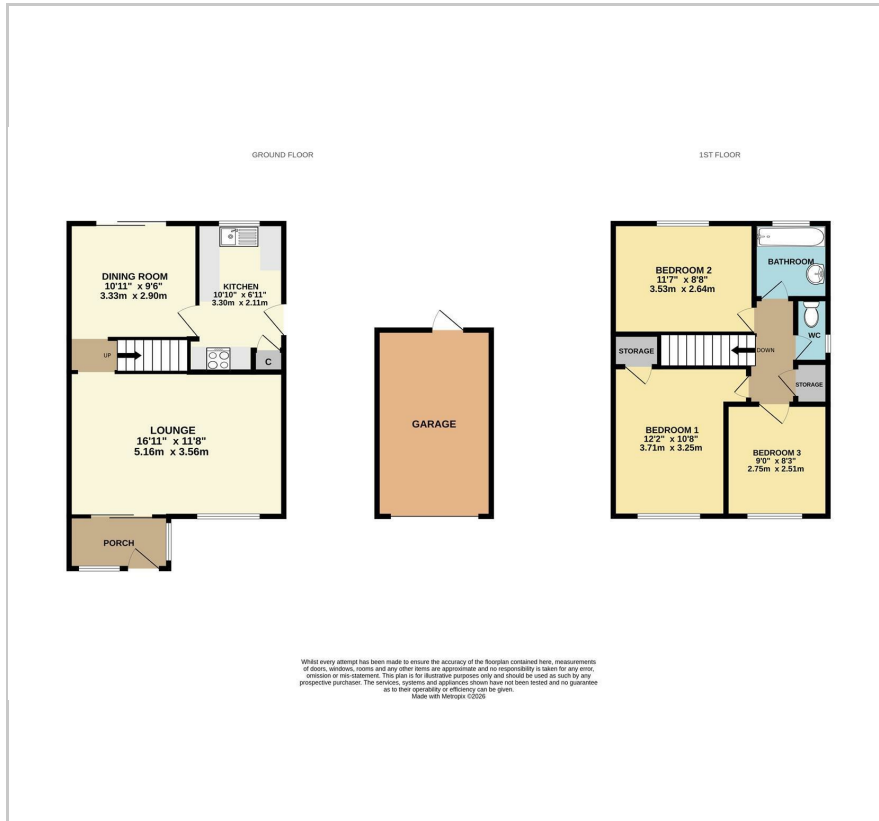 GROUND FLOOR
DINING ROOM
10'11" x 9'6"
3.33m x 2.90m
KITCHEN
10'10" x 6'11"
3.30m x 2.11m
UP
C
LOUNGE
16'11" x 11'8"
5.16m x 3.56m
PORCH
GARAGE
1ST FLOOR
BEDROOM 2
11'7" x 8'8"
3.53m x 2.64m
BATHROOM
WC
STORAGE
DOWN
STORAGE
BEDROOM 1
12'2" x 10'8"
3.71m x 3.25m
BEDROOM 3
9'0" x 8'3"
2.75m x 2.51m
Whilst every attempt has been made to ensure the accuracy of the floorplan contained here, measurements
of doors, windows, rooms and any other items are approximate and no responsibility is taken for any error,
omission or mis-statement. This plan is for illustrative purposes only and should be used as such by any
prospective purchaser. The services, systems and appliances shown have not been tested and no guarantee
as to their operability or efficiency can be given.
Made with Metropix ©2026